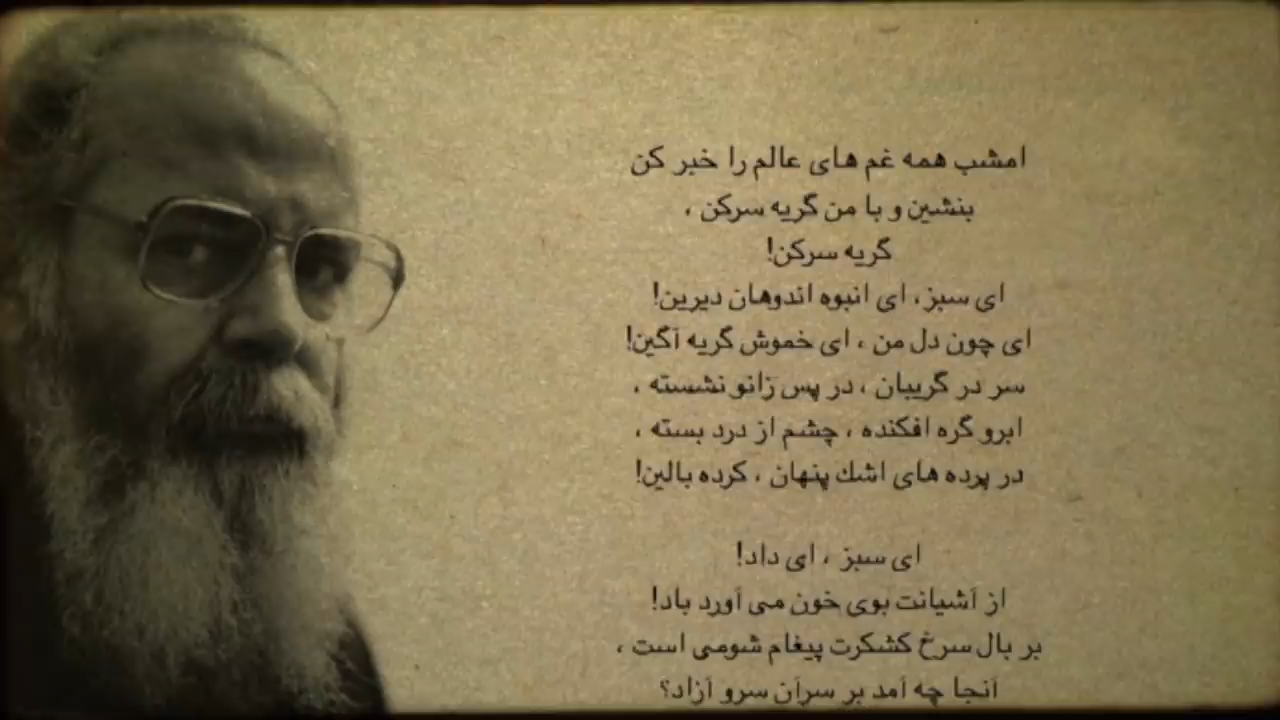 امشب همه غم های عالم را خبر کن
بنشین و با من گریه سرکن ،
گریه سرکن!
ای سبز، ای انبوه اندوهان دیرین!
ای چون دل من ، ای خموش گریه آگین!
سر در گریبان ، در پس زانو نشسته ،
ابرو گره افکنده ، چشم از درد بسته ،
در پرده های اشك پنهان ، کرده بالین!
ای سبز ، ای داد!
از آشیانت بوی خون می آورد باد!
بر بال سرخ کشکرت پیغام شومی است ،
آنجا چه آمد بر سرآن سرو آزاد؟